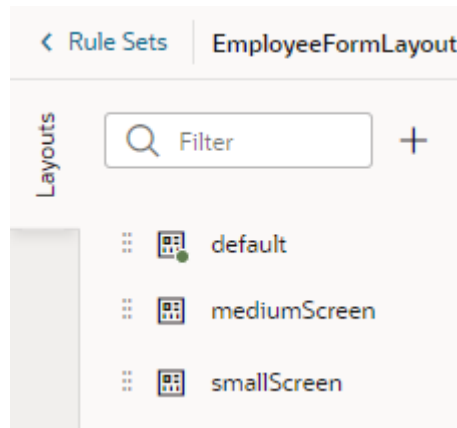 Rule Sets EmployeeFormLayout
Layouts
Filter
default
mediumScreen
smallScreen